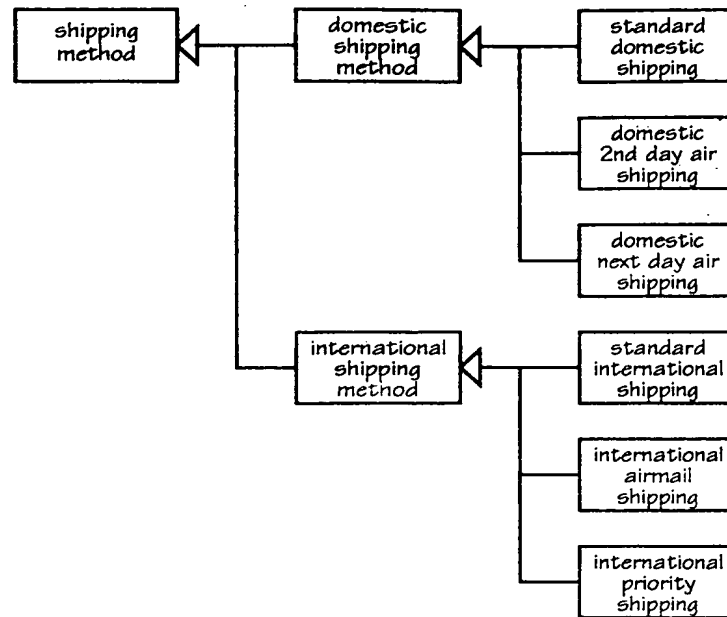 shipping
method
domestic
shipping
method
standard
domestic
shipping
domestic
2nd day air
shipping
domestic
next day air
shipping
international
shipping
method
standard
international
shipping
international
airmail
shipping
international
priority
shipping